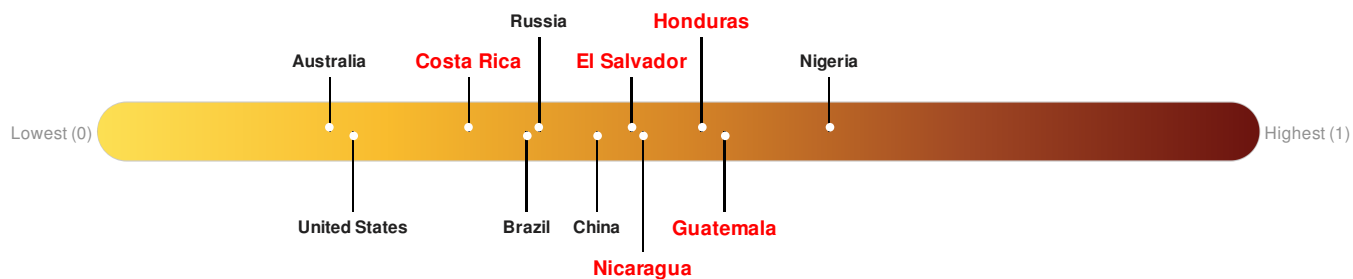 Russia
Honduras
Australia
Costa Rica
El Salvador
Nigeria
Lowest (0)
Highest (1)
United States
Brazil
China
Guatemala
Nicaragua